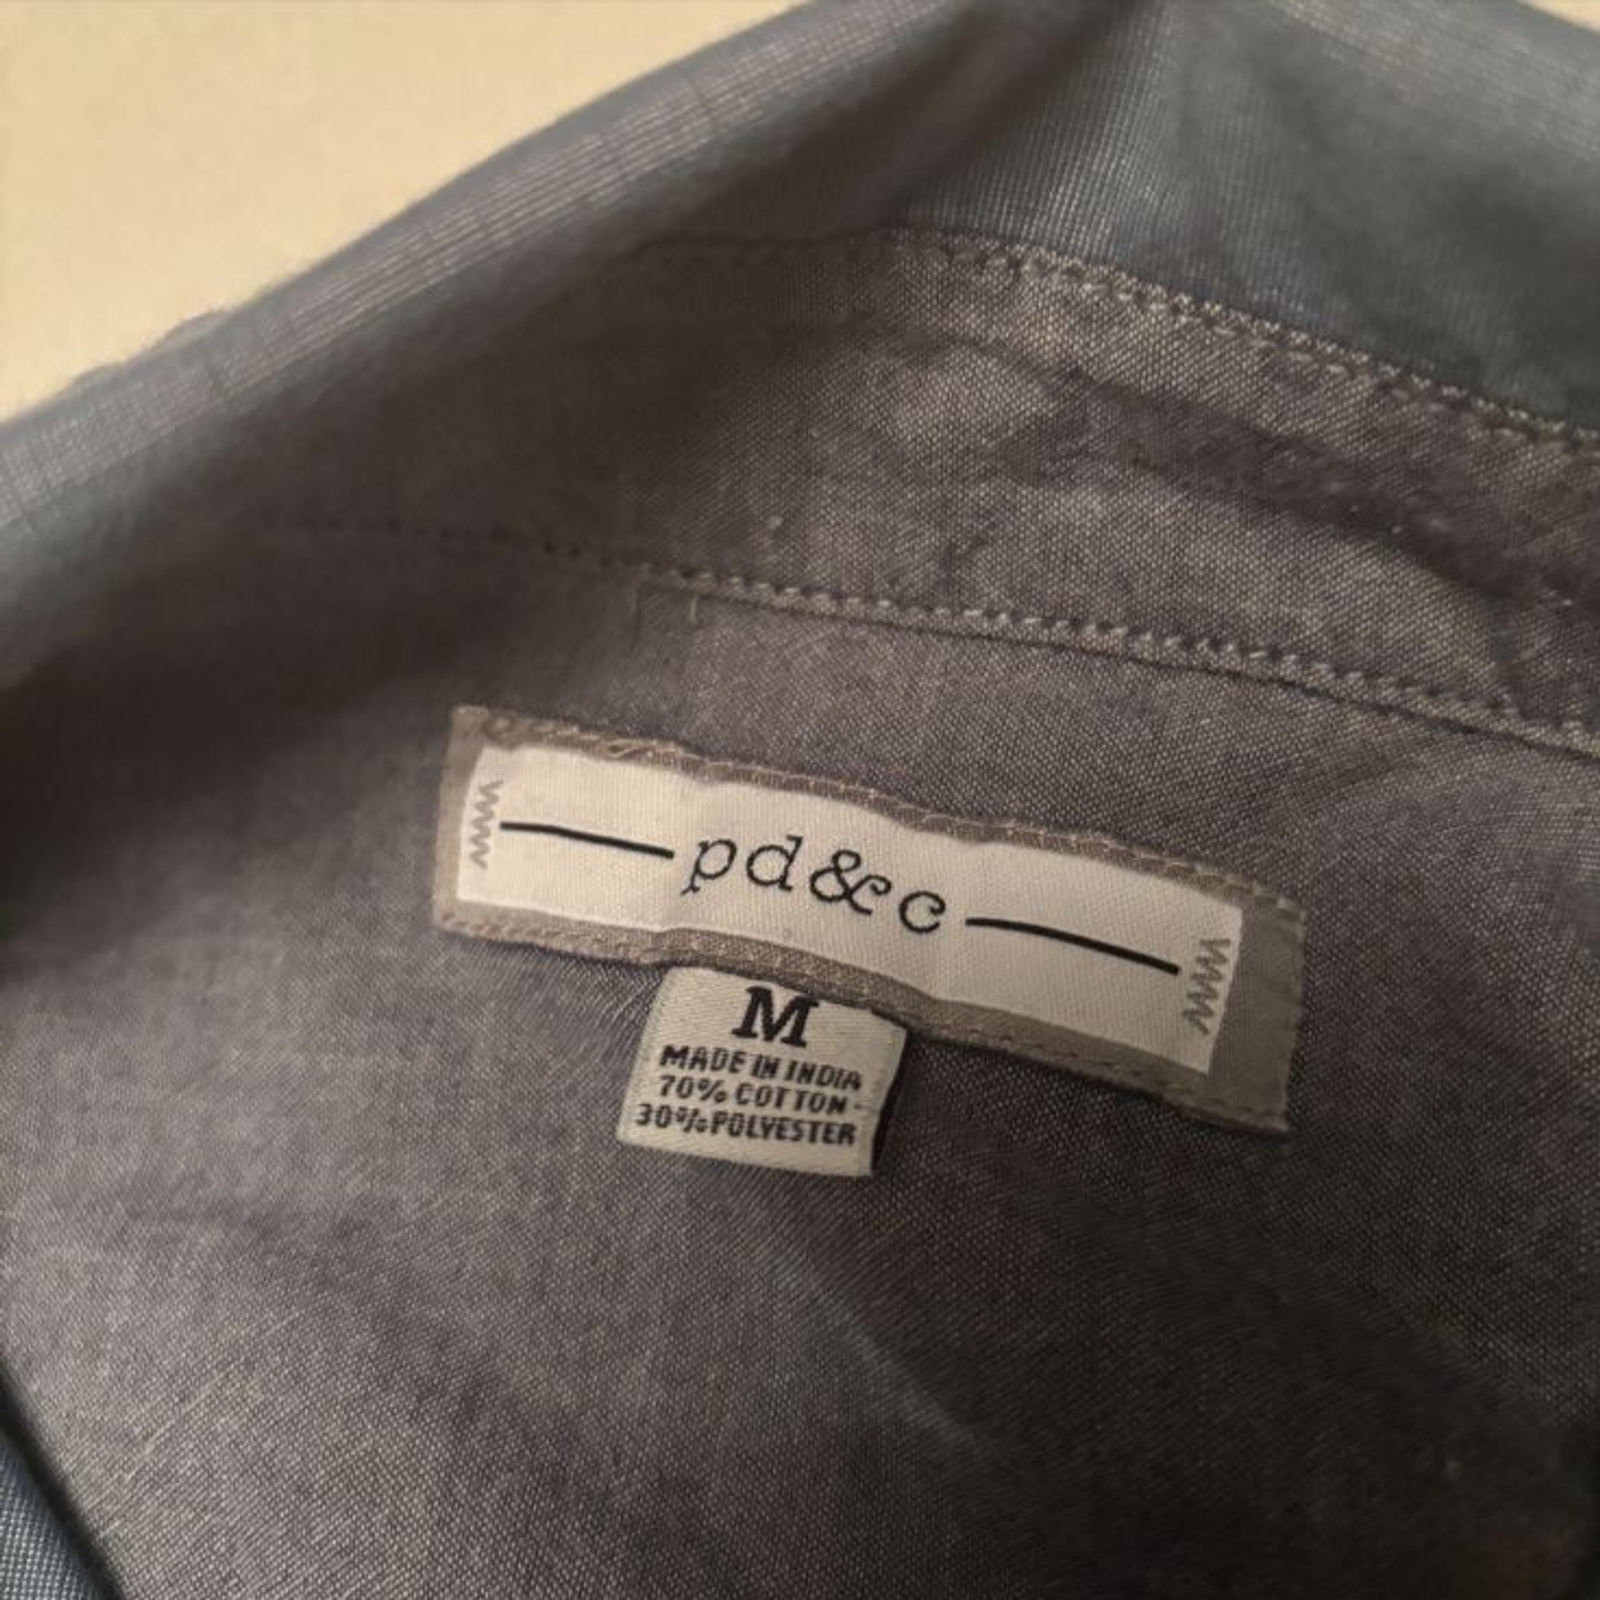 pd&c
M
MADE IN INDIA
70% COTTON-
30% POLYESTER